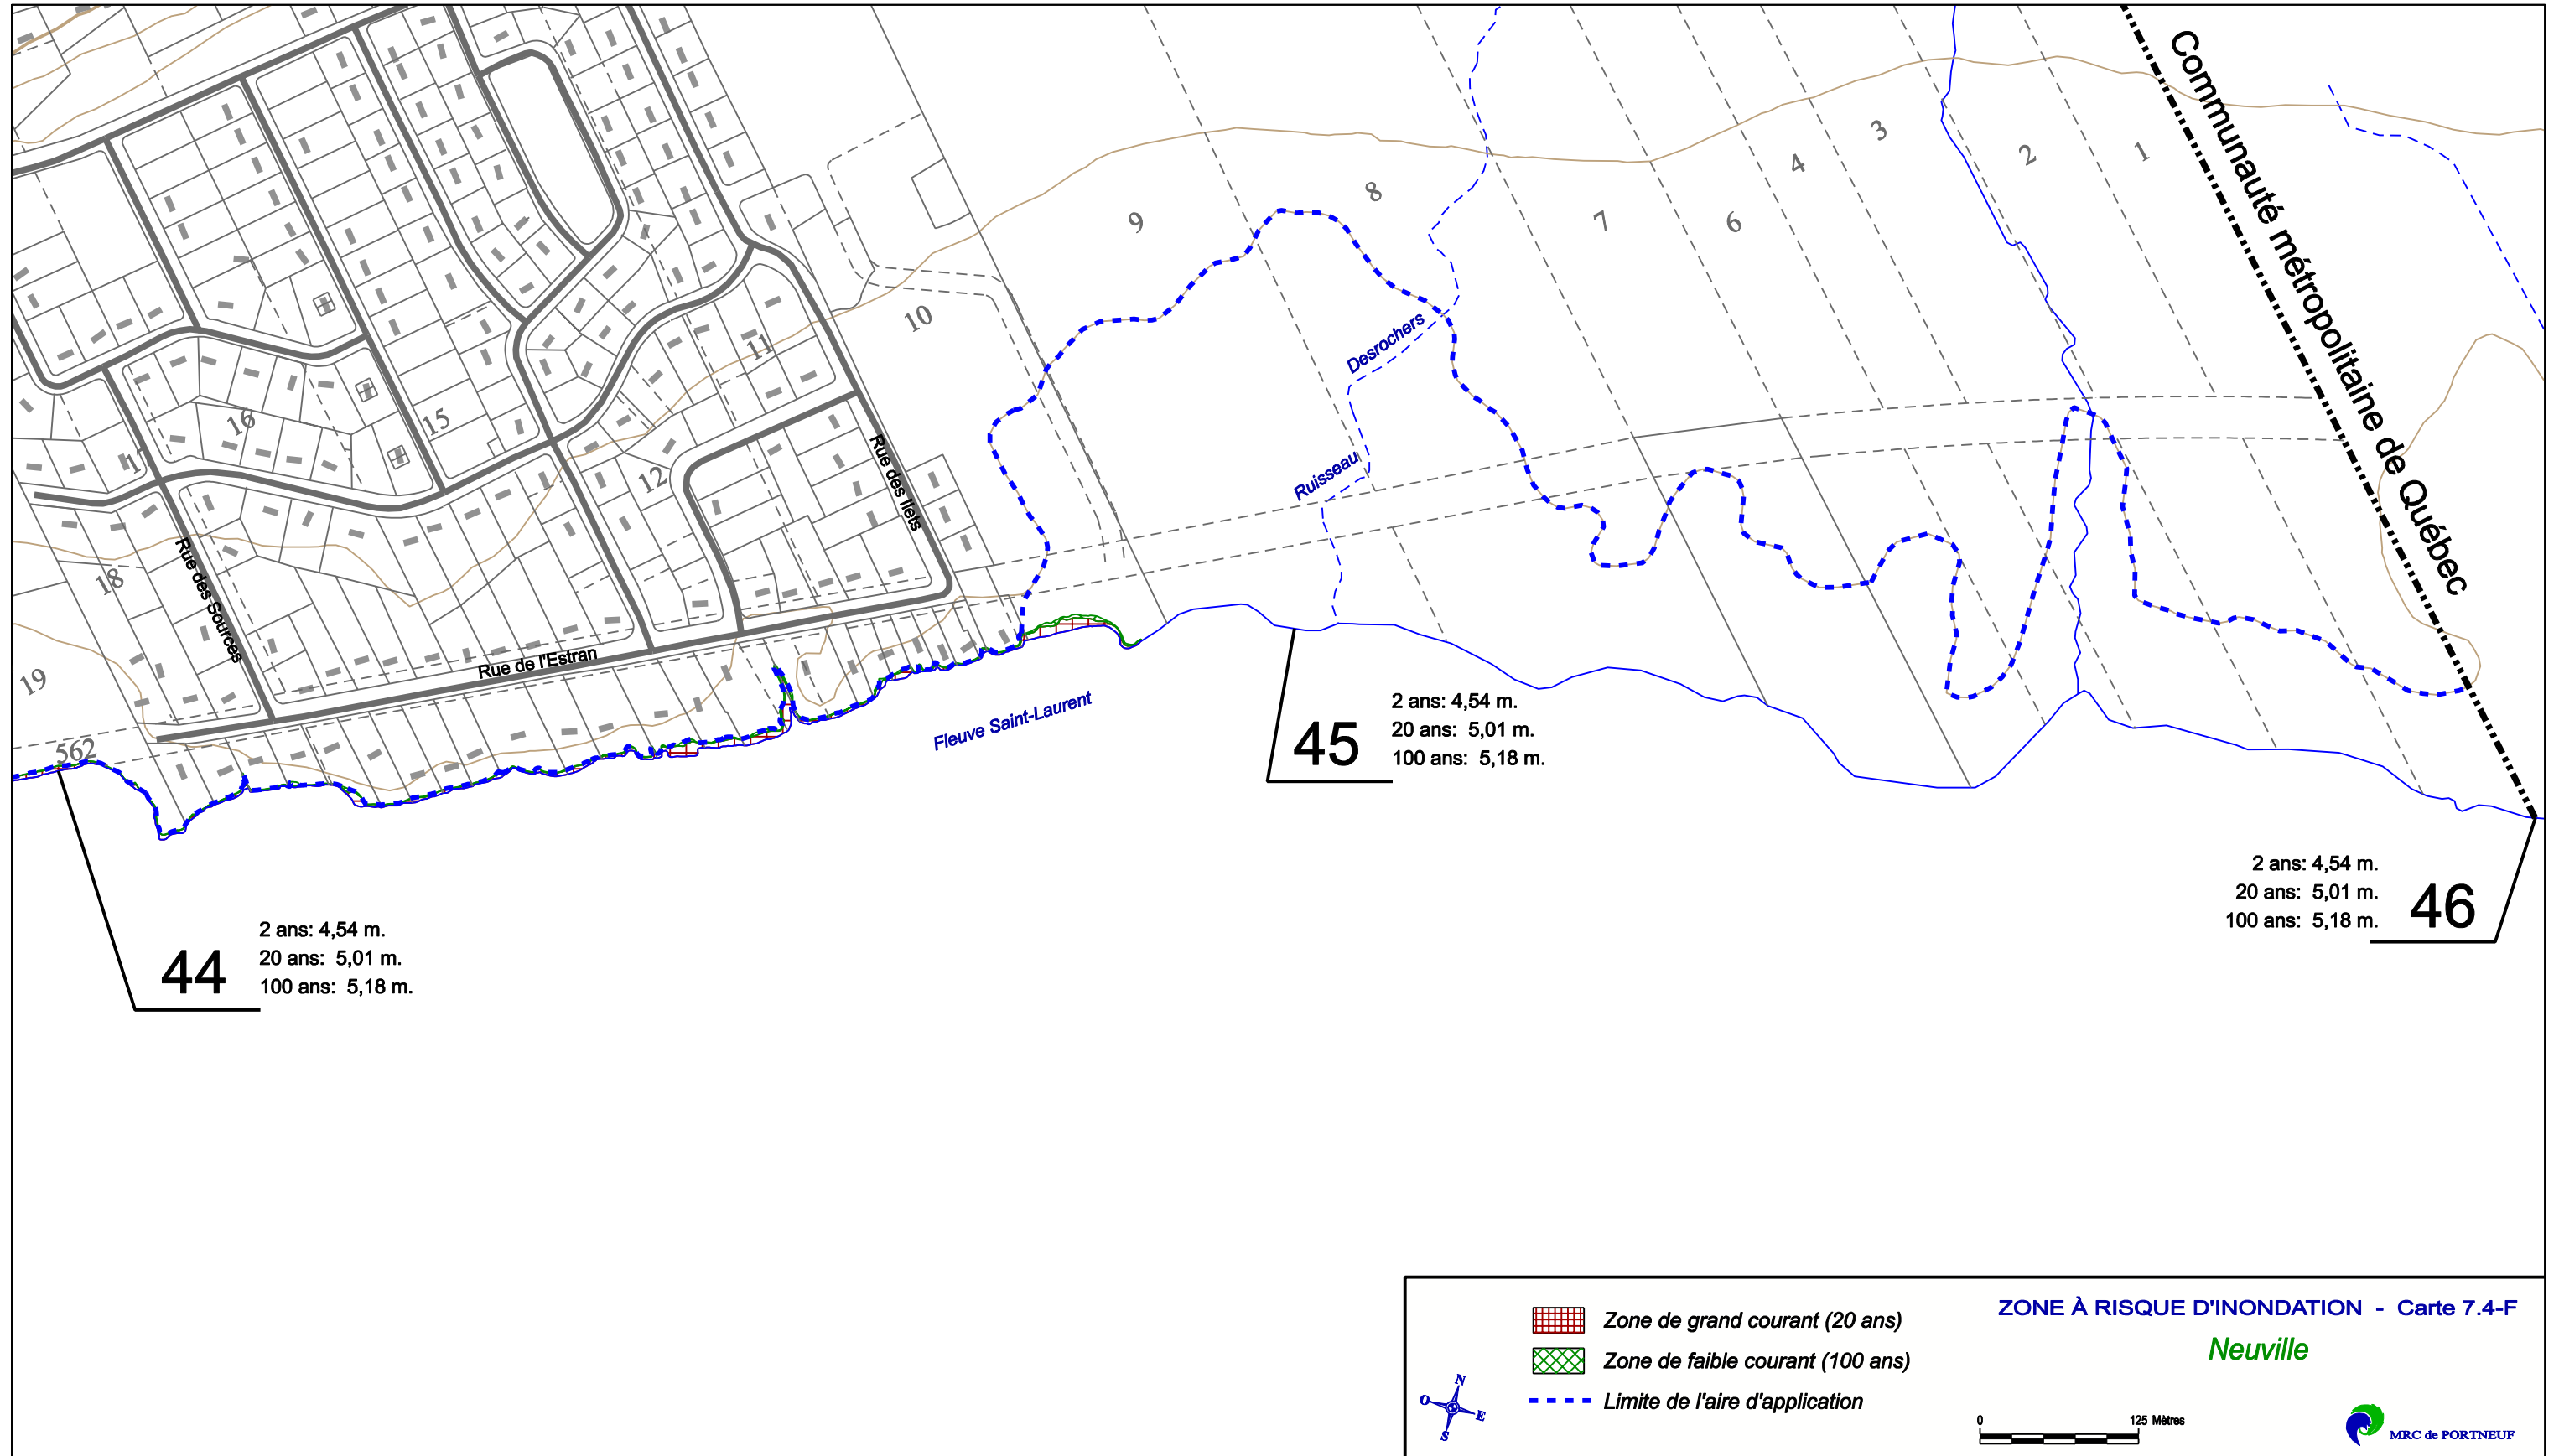 Communauté métropolitaine de Québec
1
2
3
4
6
7
8
9
10
11
12
15
16
17
18
19
562
Desrochers
Ruisseau
Rue des Ilets
Rue des Sources
Rue de l'Estran
Fleuve Saint-Laurent
45
2 ans: 4,54 m.
20 ans: 5,01 m.
100 ans: 5,18 m.
2 ans: 4,54 m.
20 ans: 5,01 m.
100 ans: 5,18 m.
46
44
2 ans: 4,54 m.
20 ans: 5,01 m.
100 ans: 5,18 m.
Zone de grand courant (20 ans)
Zone de faible courant (100 ans)
Limite de l'aire d'application
N
O
E
S
ZONE À RISQUE D'INONDATION - Carte 7.4-F
Neuville
0
125 Mètres
MRC de PORTNEUF